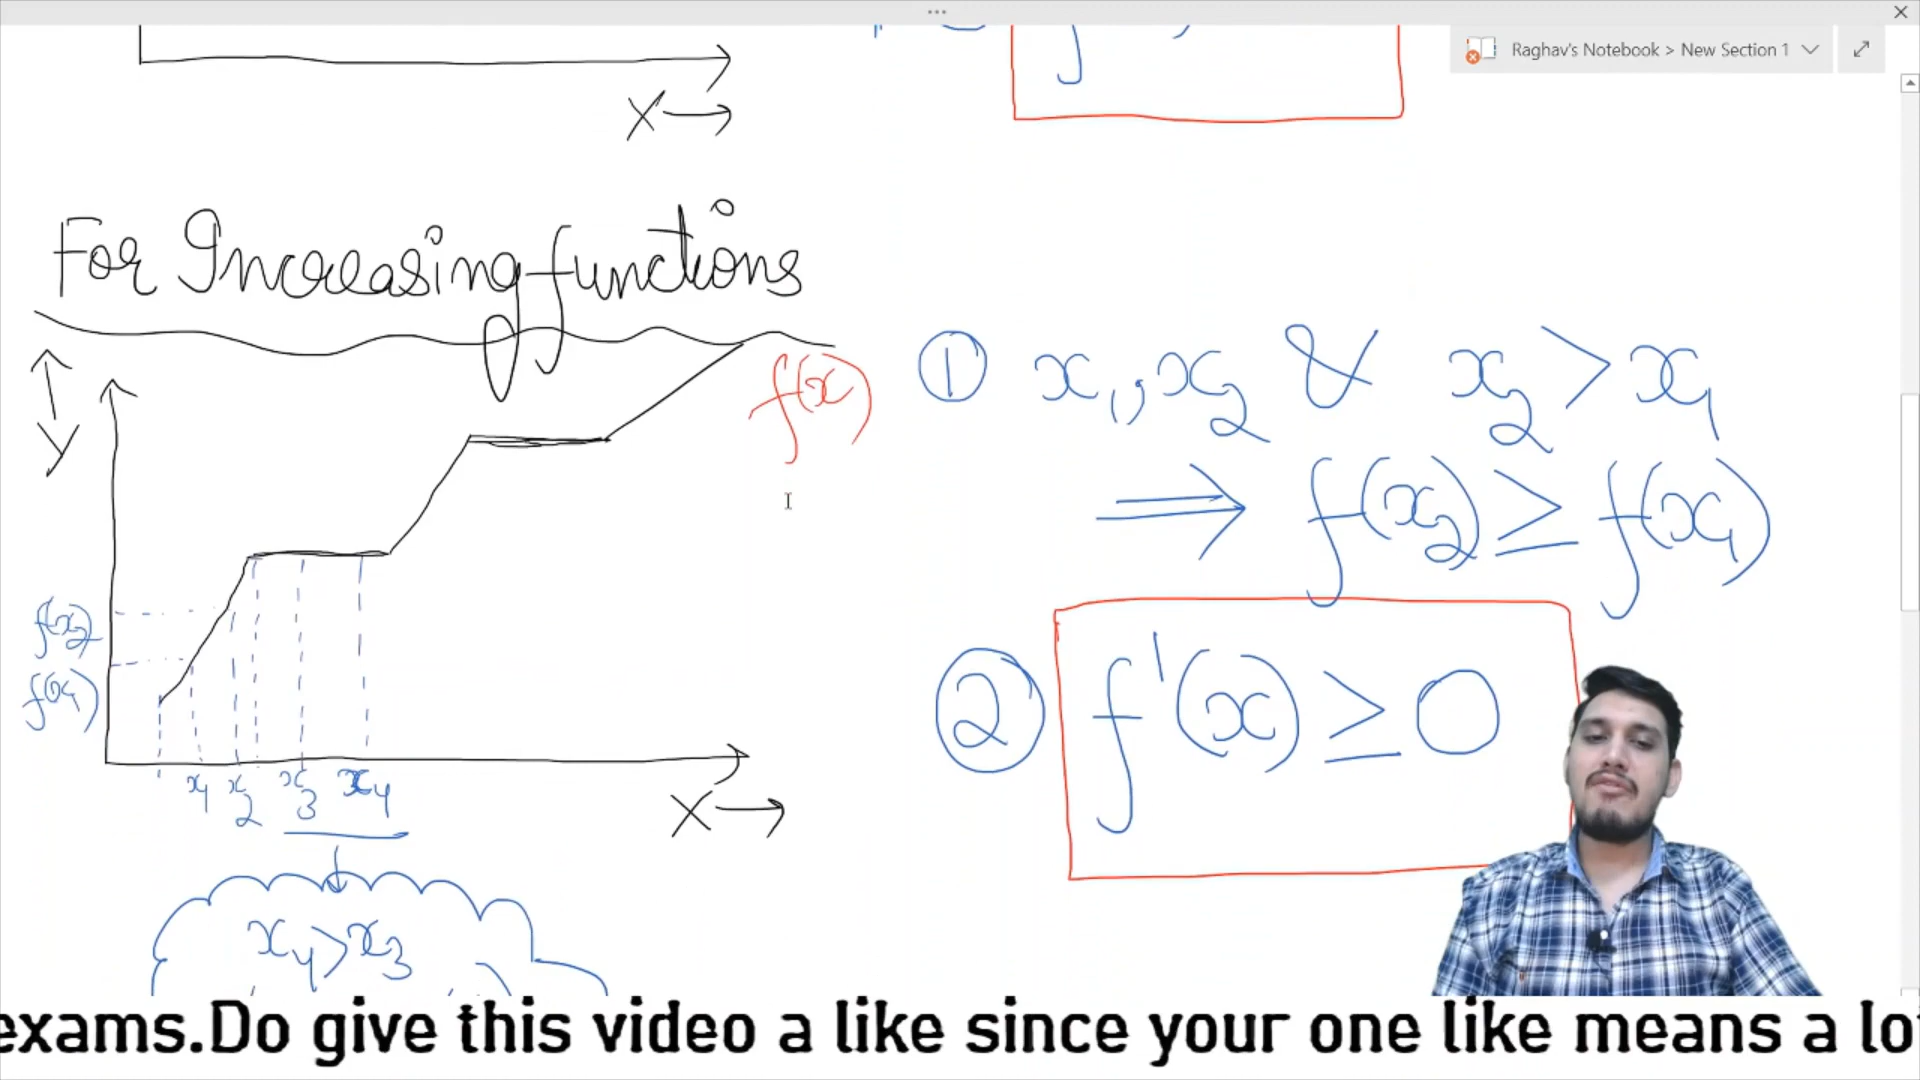 Raghav's Notebook > New Section 1
X →
For Increasing functions
y
f(x)
① x₁, x₂ & x₂ > x₁
⇒ f(x₂) ≥ f(x₁)
② f'(x) ≥ 0
f(x₂)
f(x₁)
x₁ x₂ x₃ x₄
X →
x₄ > x₃
exams.Do give this video a like since your one like means a lo